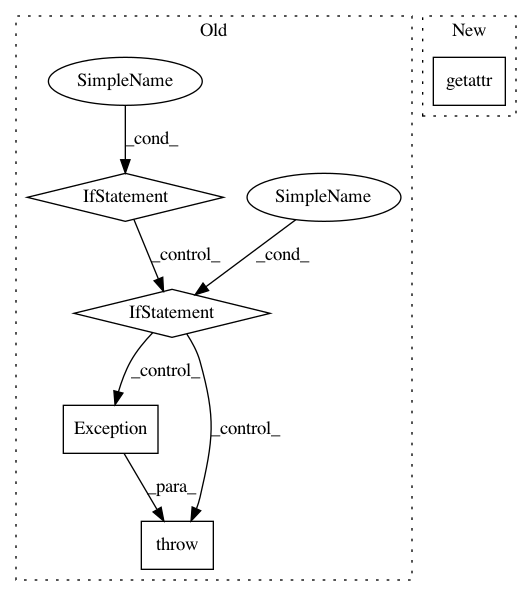 Old
New
SimpleName
getattr
_cond_
IfStatement
SimpleName
_control_
_cond_
IfStatement
_control_
Exception
_control_
_para_
throw